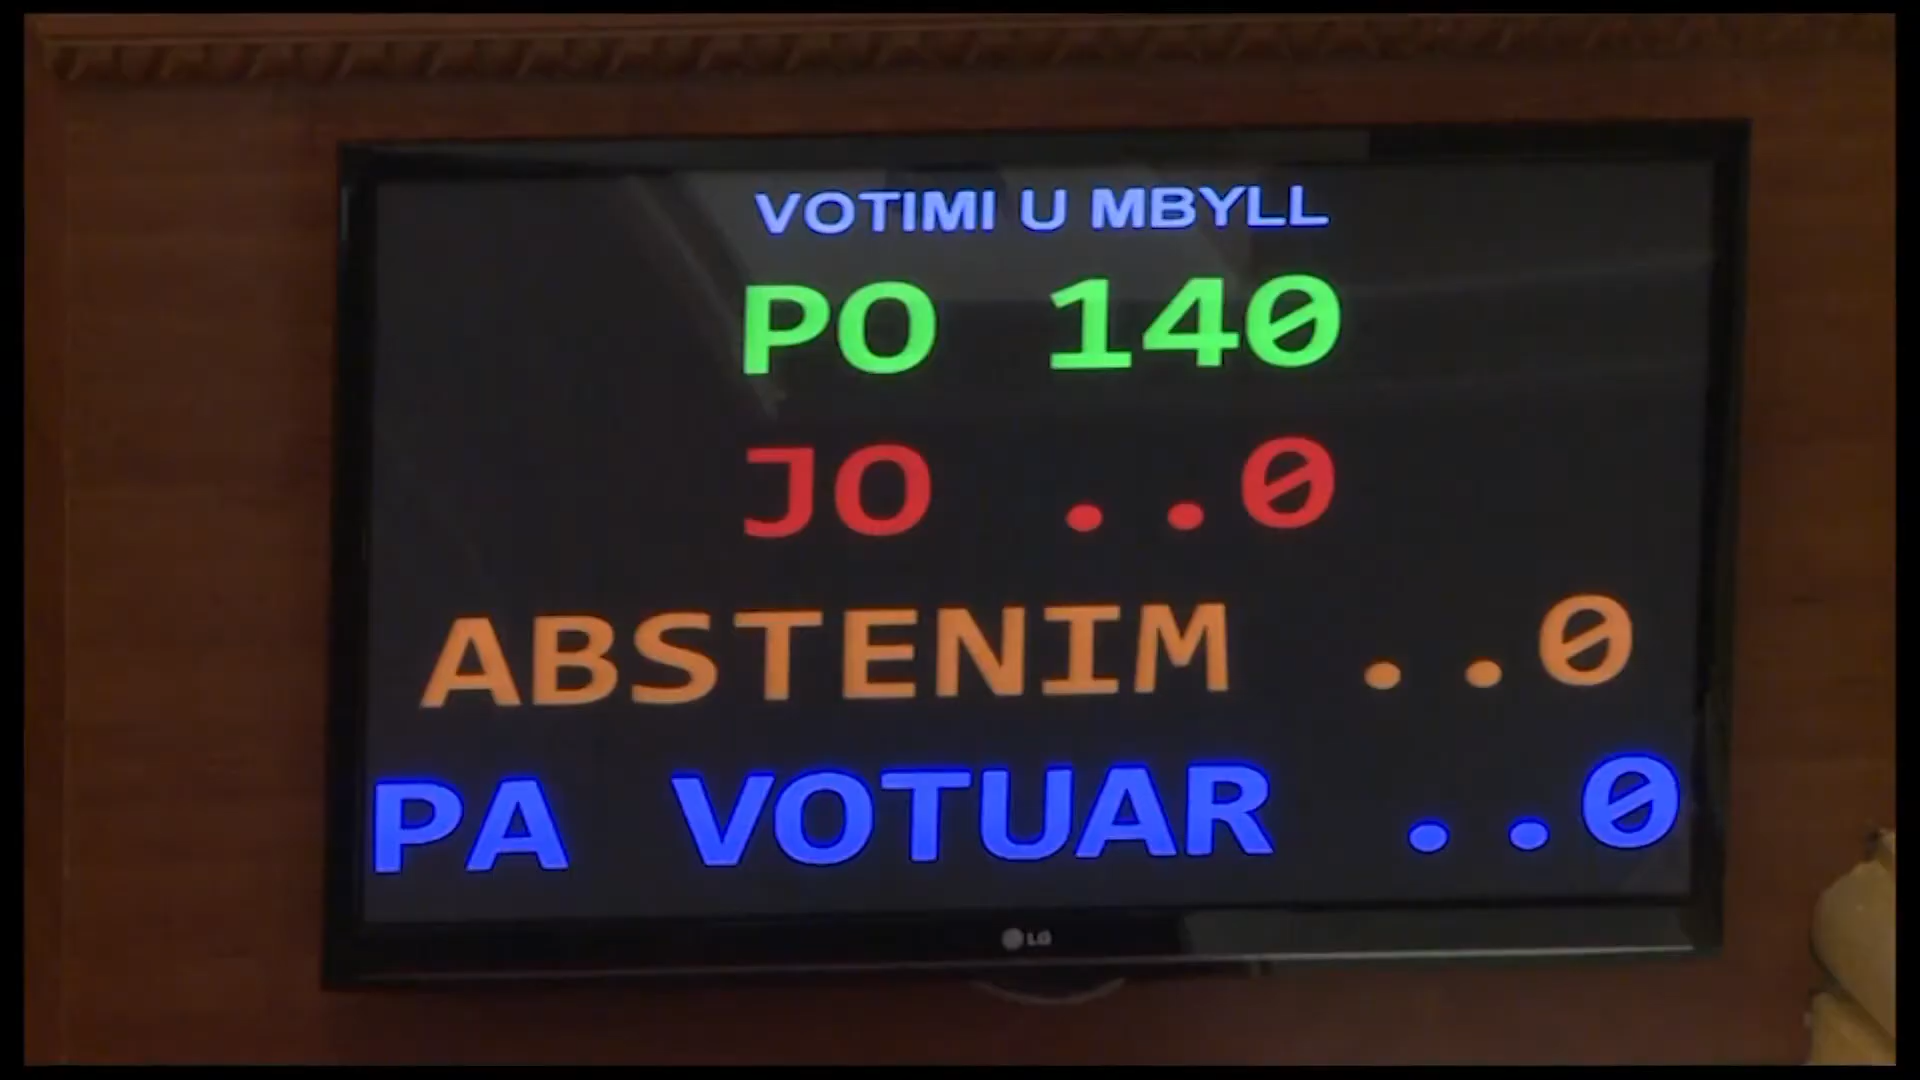 VOTIMI U MBYLL
PO 140
JO ..0
ABSTENIM ..0
PA VOTUAR ..0
LG